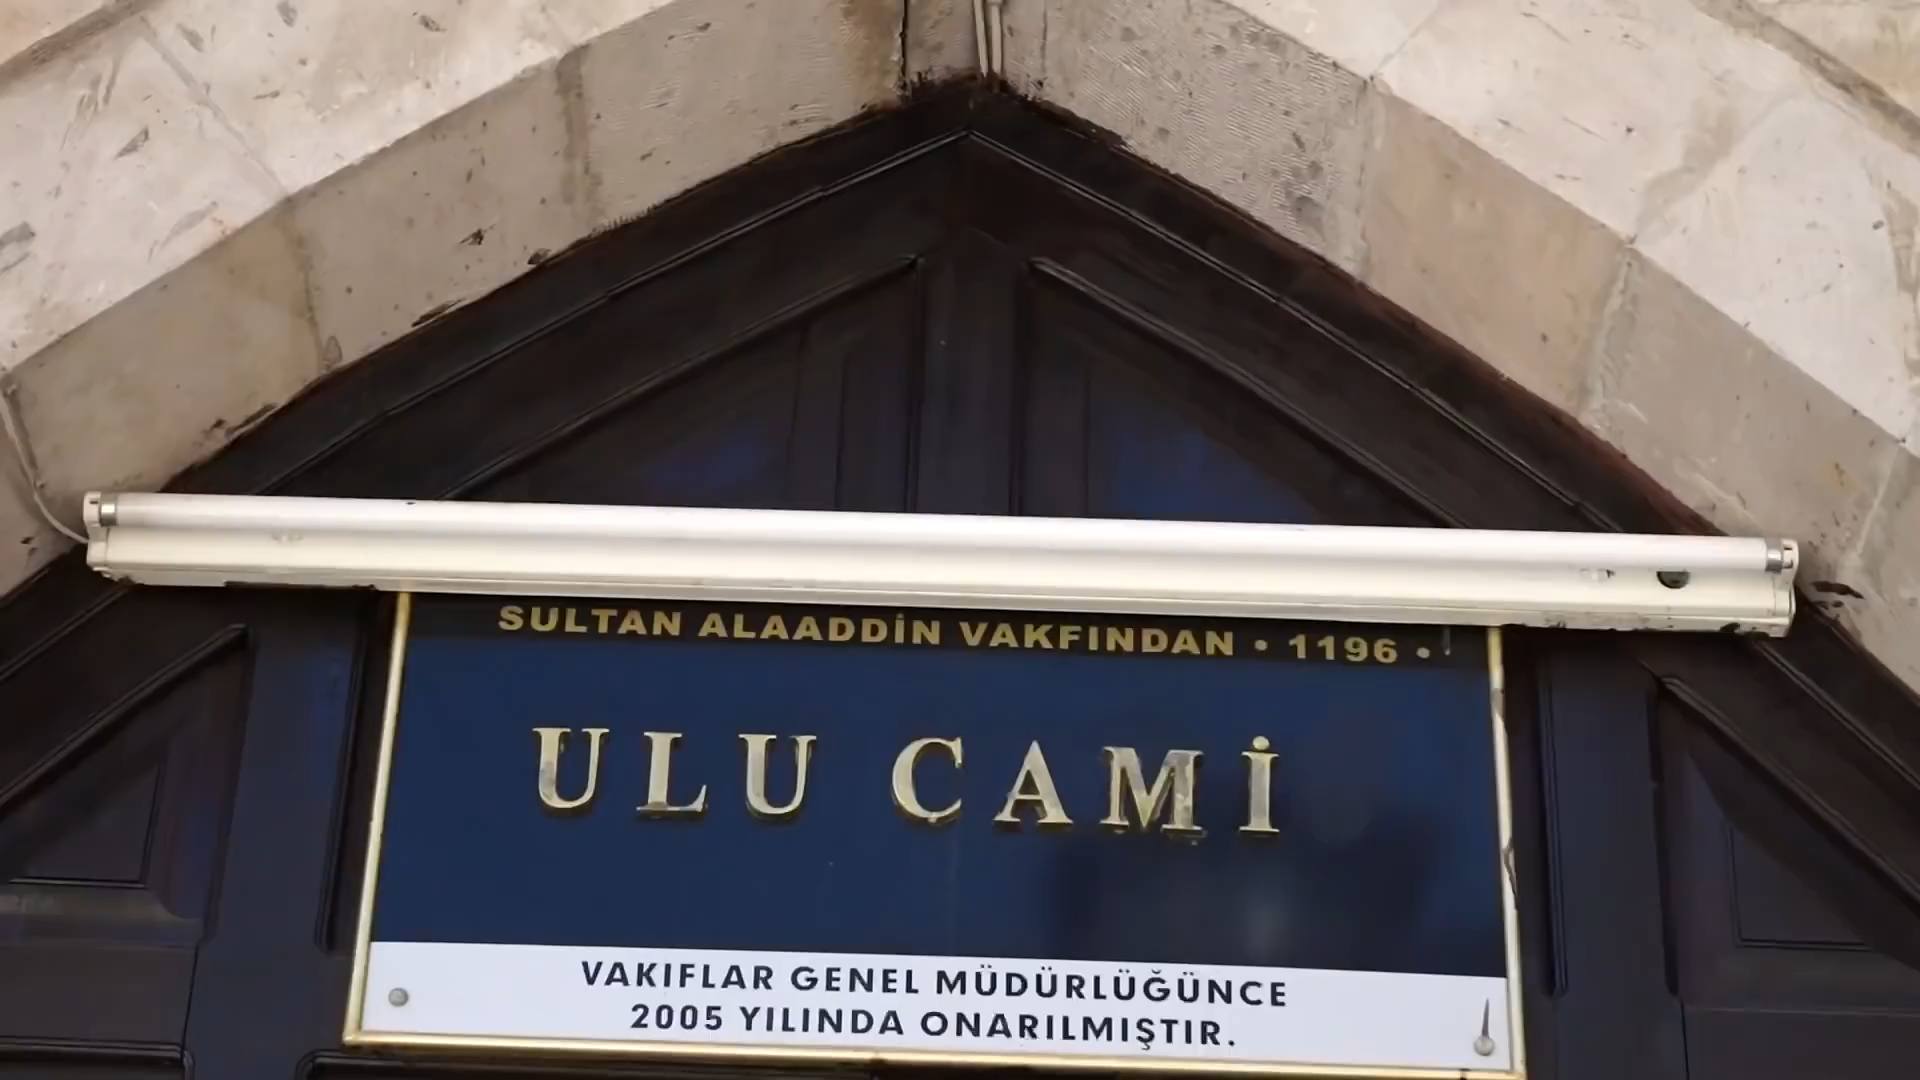 SULTAN ALAADDİN VAKFINDAN • 1196 •
ULU CAMİ
VAKIFLAR GENEL MÜDÜRLÜĞÜNCE
2005 YILINDA ONARILMIŞTIR.